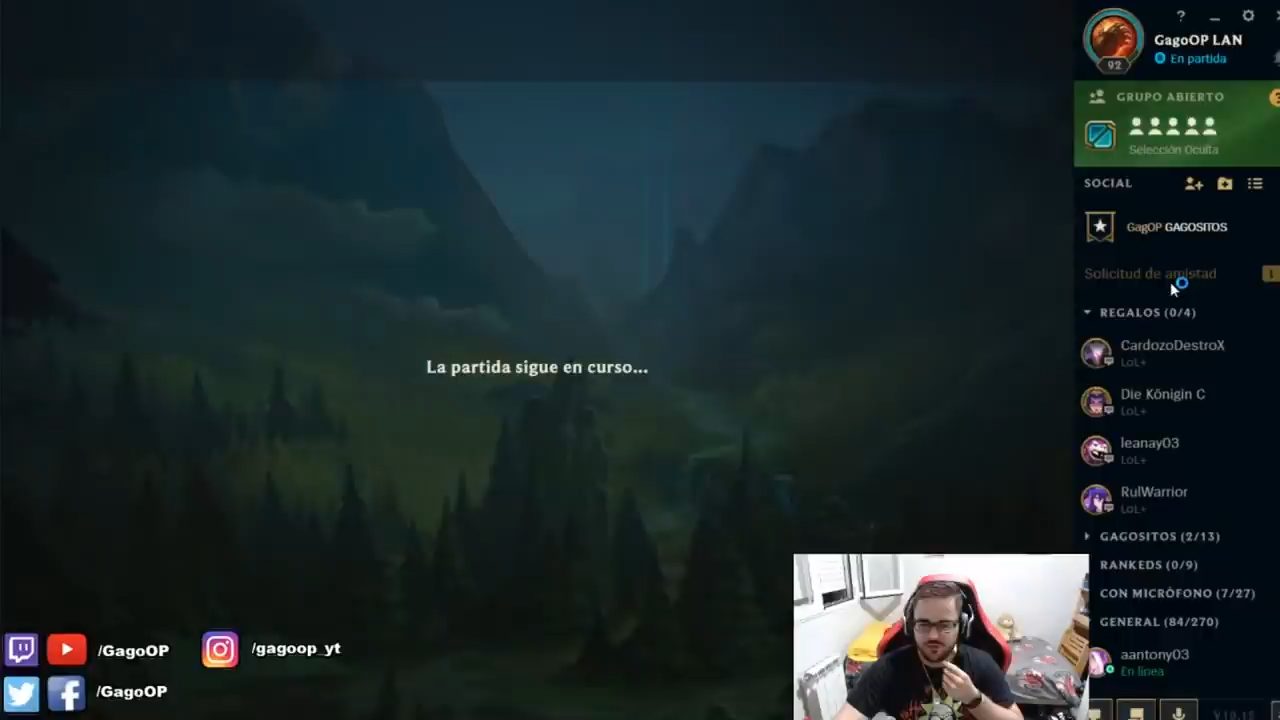 ?
GagoOP LAN
En partida
92
GRUPO ABIERTO
Selección Oculta
SOCIAL
GagOP GAGOSITOS
Solicitud de amistad
1
REGALOS (0/4)
CardozoDestroX
LoL+
Die Königin C
LoL+
leanay03
LoL+
RulWarrior
LoL+
GAGOSITOS (2/13)
RANKEDS (0/9)
CON MICRÓFONO (7/27)
GENERAL (84/270)
aantony03
En línea
La partida sigue en curso...
/GagoOP
/gagoop_yt
/GagoOP